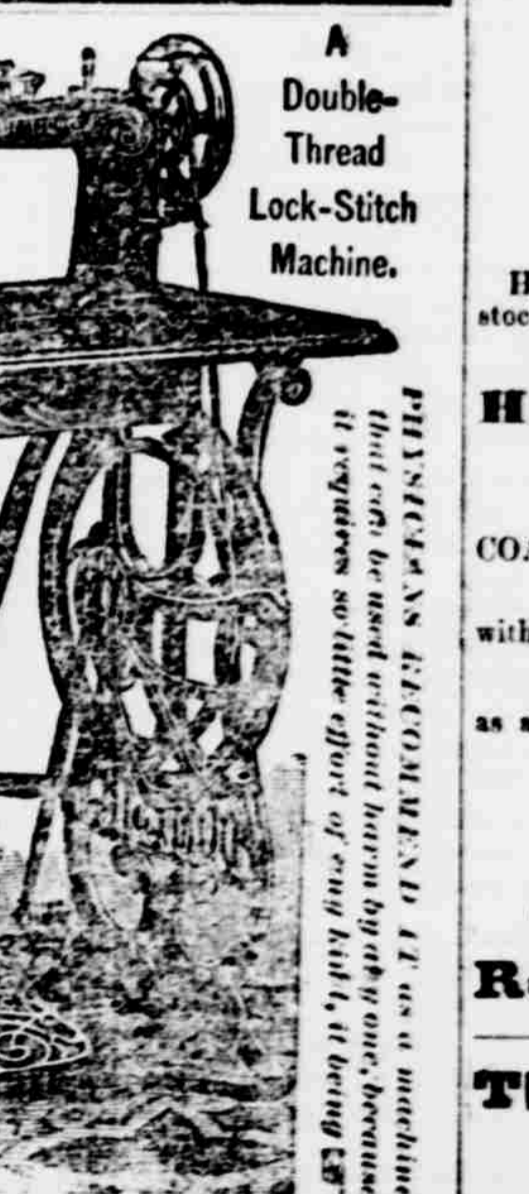 A
Double-
Thread
Lock-Stitch
Machine.
PHYSICIANS RECOMMEND IT as a machine
that can be used without harm by any one, because
it requires so little effort of any kind, it being
H
stoc
H
COA
with
as s
R
T